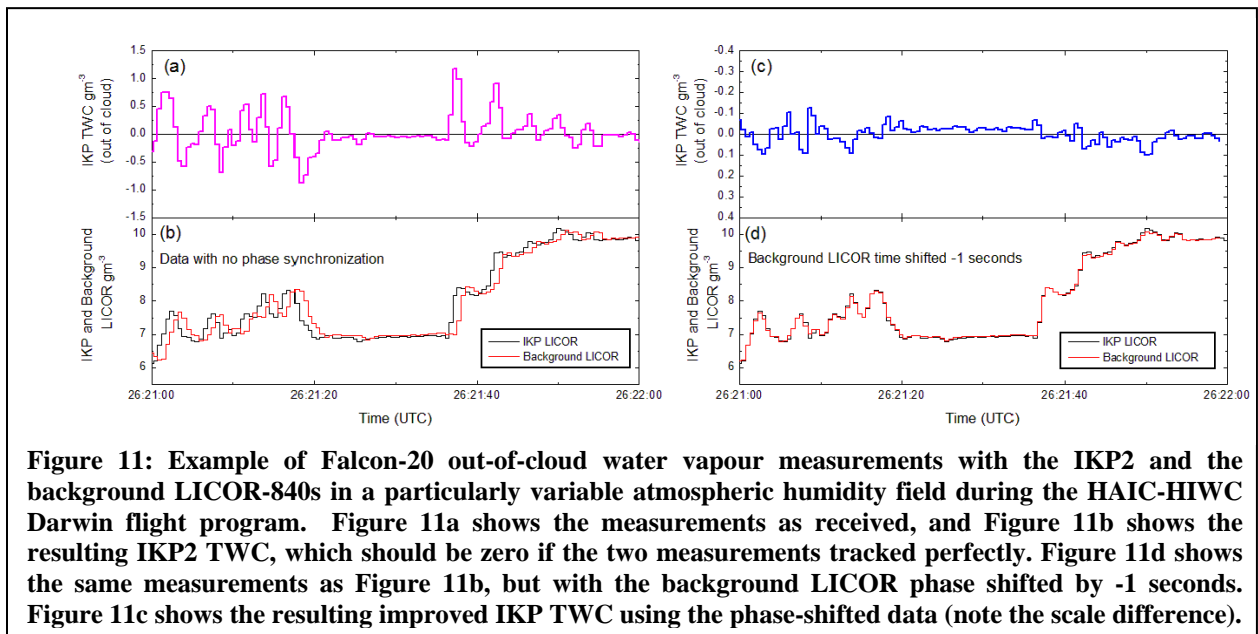 (a)
IKP TWC gm-3
(out of cloud)
1.5
1.0
0.5
0.0
-0.5
-1.0
-1.5
(b)
Data with no phase synchronization
IKP and Background
LICOR gm-3
10
9
8
7
6
IKP LICOR
Background LICOR
26:21:00
26:21:20
26:21:40
26:22:00
Time (UTC)
(c)
IKP TWC gm-3
(out of cloud)
-0.4
-0.3
-0.2
-0.1
0.0
0.1
0.2
0.3
0.4
(d)
Background LICOR time shifted -1 seconds
IKP and Background
LICOR gm-3
10
9
8
7
6
IKP LICOR
Background LICOR
26:21:00
26:21:20
26:21:40
26:22:00
Time (UTC)
Figure 11: Example of Falcon-20 out-of-cloud water vapour measurements with the IKP2 and the
background LICOR-840s in a particularly variable atmospheric humidity field during the HAIC-HIWC
Darwin flight program. Figure 11a shows the measurements as received, and Figure 11b shows the
resulting IKP2 TWC, which should be zero if the two measurements tracked perfectly. Figure 11d shows
the same measurements as Figure 11b, but with the background LICOR phase shifted by -1 seconds.
Figure 11c shows the resulting improved IKP TWC using the phase-shifted data (note the scale difference).